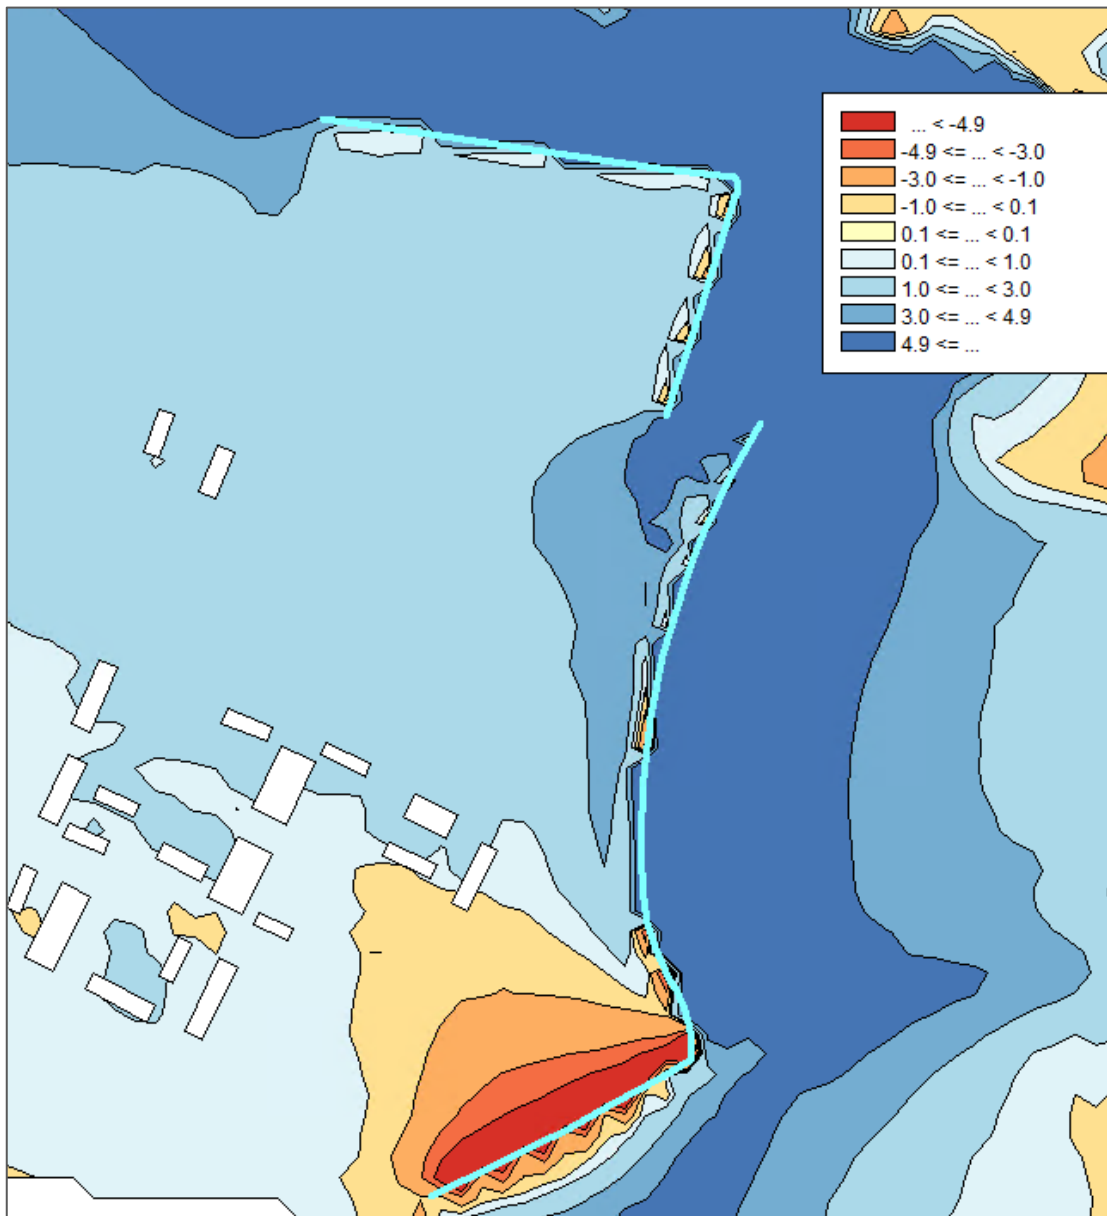 ... < -4.9
-4.9 <= ... < -3.0
-3.0 <= ... < -1.0
-1.0 <= ... < 0.1
0.1 <= ... < 0.1
0.1 <= ... < 1.0
1.0 <= ... < 3.0
3.0 <= ... < 4.9
4.9 <= ...